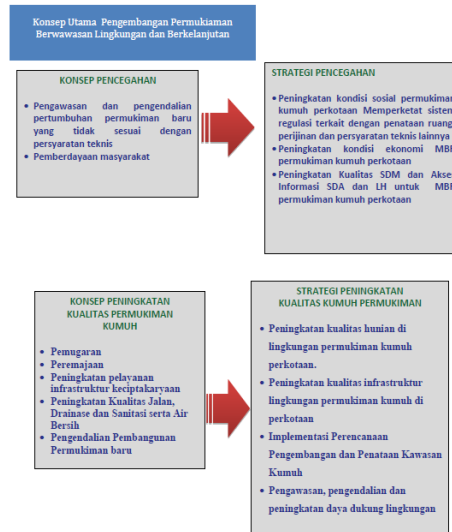 Konsep Utama Pengembangan Permukiaman
Berwawasan Lingkungan dan Berkelanjutan
KONSEP PENCEGAHAN
• Pengawasan dan pengendalian
pertumbuhan permukiman baru
yang tidak sesuai dengan
persyaratan teknis
• Pemberdayaan masyarakat
STRATEGI PENCEGAHAN
• Peningkatan kondisi sosial permukiman
kumuh perkotaan Memperketat sistem
regulasi terkait dengan penataan ruang,
perijinan dan persyaratan teknis lainnya
• Peningkatan kondisi ekonomi MBR
permukiman kumuh perkotaan
• Peningkatan Kualitas SDM dan Akses
Informasi SDA dan LH untuk MBR
permukiman kumuh perkotaan
KONSEP PENINGKATAN
KUALITAS PERMUKIMAN
KUMUH
• Pemugaran
• Peremajaan
• Peningkatan pelayanan
infrastruktur keciptakaryaan
• Peningkatan Kualitas Jalan,
Drainase dan Sanitasi serta Air
Bersih
• Pengendalian Pembangunan
Permukiman baru
STRATEGI PENINGKATAN
KUALITAS KUMUH PERMUKIMAN
• Peningkatan kualitas hunian di
lingkungan permukiman kumuh
perkotaan.
• Peningkatan kualitas infrastruktur
lingkungan permukiman kumuh di
perkotaan
• Implementasi Perencanaan
Pengembangan dan Penataan Kawasan
Kumuh
• Pengawasan, pengendalian dan
peningkatan daya dukung lingkungan